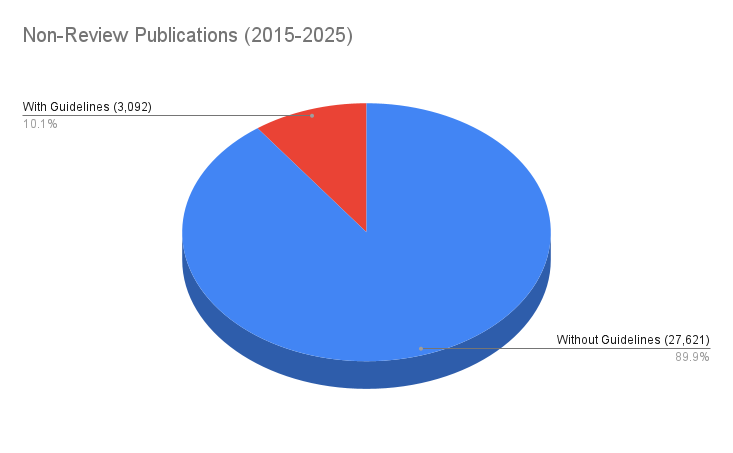 Non-Review Publications (2015-2025)
With Guidelines (3,092)
10.1%
Without Guidelines (27,621)
89.9%